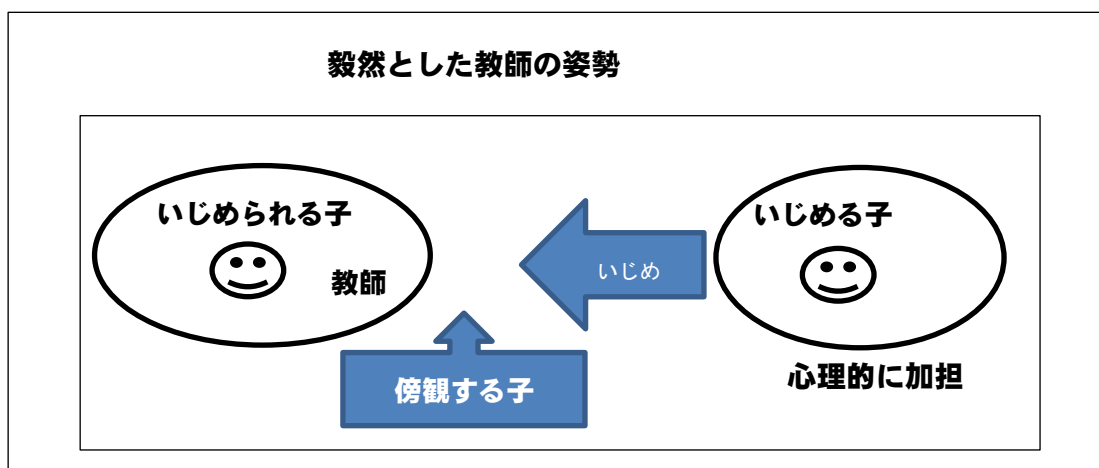 毅然とした教師の姿勢
いじめられる子
教師
いじめ
いじめる子
傍観する子
心理的に加担